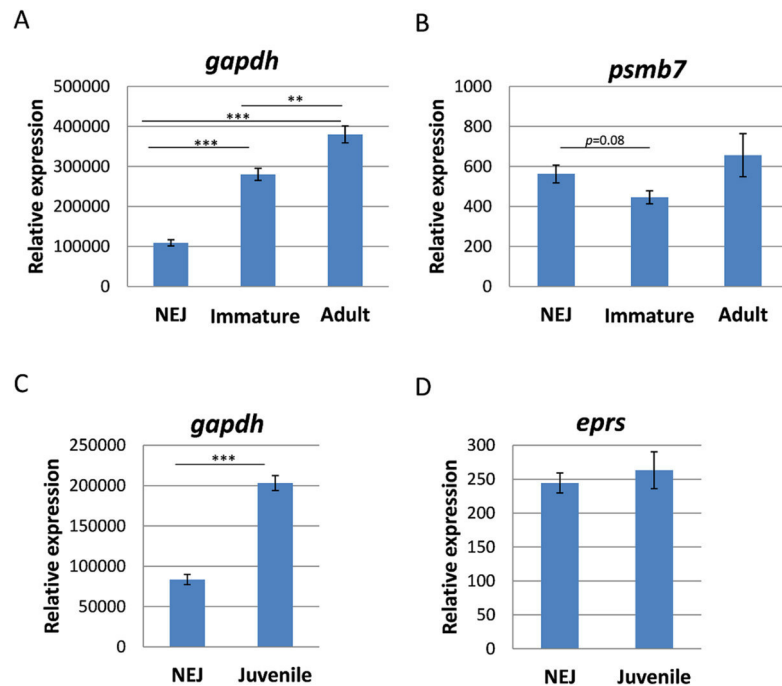 A
gapdh
Relative expression
500000
400000
300000
200000
100000
0
**
***
***
NEJ Immature Adult
B
psmb7
Relative expression
1000
800
600
400
200
0
p=0.08
NEJ Immature Adult
C
gapdh
Relative expression
250000
200000
150000
100000
50000
0
***
NEJ Juvenile
D
eprs
Relative expression
300
250
200
150
100
50
0
NEJ Juvenile